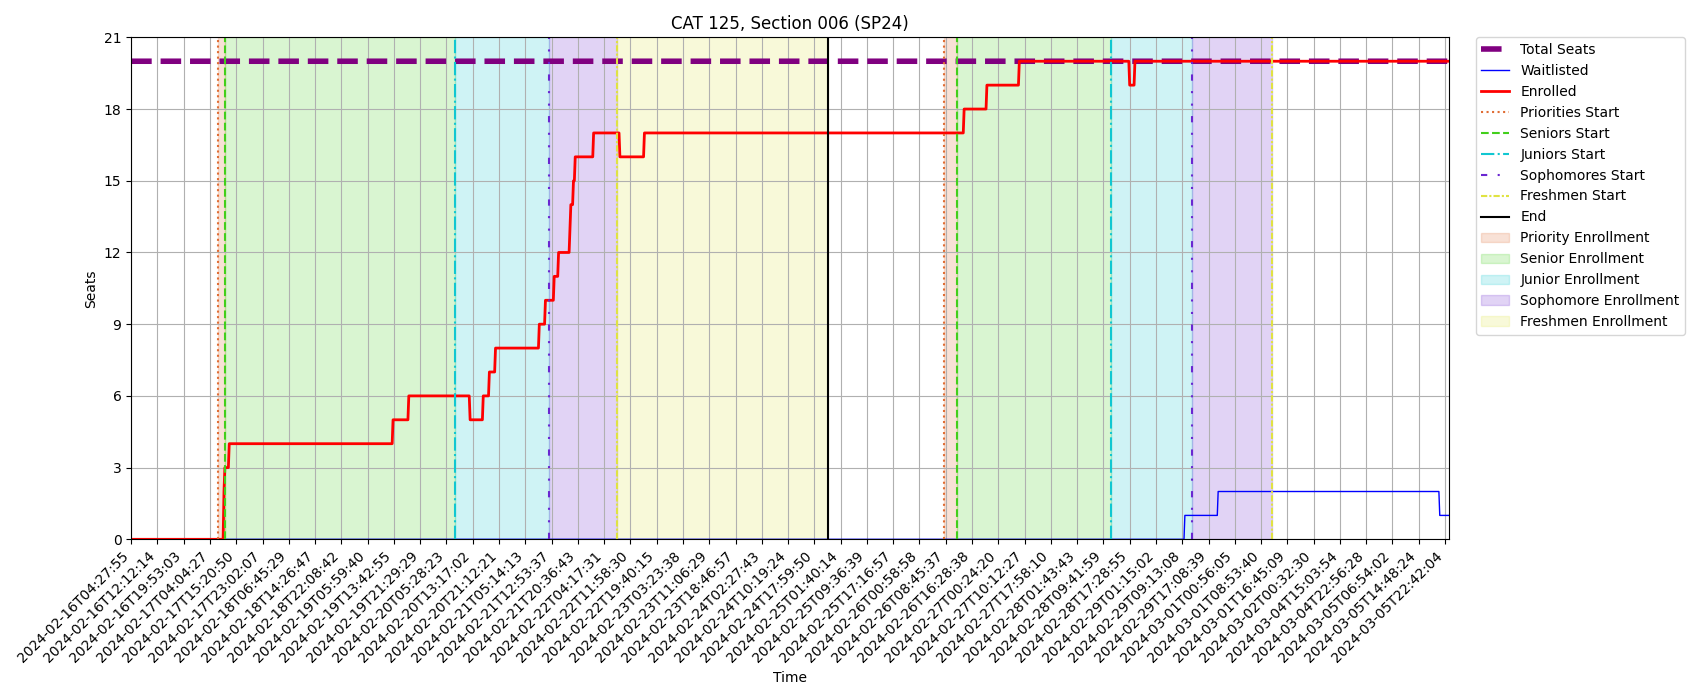 CAT 125, Section 006 (SP24)
21
18
15
12
9
6
3
0
Seats
2024-02-16T04:27:55
2024-02-16T12:12:14
2024-02-16T19:53:03
2024-02-17T04:04:27
2024-02-17T15:20:50
2024-02-17T23:02:07
2024-02-18T06:45:29
2024-02-18T14:26:47
2024-02-18T22:08:42
2024-02-19T05:59:40
2024-02-19T13:42:55
2024-02-19T21:29:29
2024-02-20T05:28:23
2024-02-20T13:17:02
2024-02-20T21:12:21
2024-02-21T05:14:13
2024-02-21T12:53:37
2024-02-21T20:36:43
2024-02-22T04:17:31
2024-02-22T11:58:30
2024-02-22T19:40:15
2024-02-23T03:23:38
2024-02-23T11:06:29
2024-02-23T18:46:57
2024-02-24T02:27:43
2024-02-24T10:19:24
2024-02-24T17:59:50
2024-02-25T01:40:14
2024-02-25T09:36:39
2024-02-25T17:16:57
2024-02-26T00:58:58
2024-02-26T08:45:37
2024-02-26T16:28:38
2024-02-27T00:24:20
2024-02-27T10:12:27
2024-02-27T17:58:10
2024-02-28T01:43:43
2024-02-28T09:41:59
2024-02-28T17:28:55
2024-02-29T01:15:02
2024-02-29T09:13:08
2024-02-29T17:08:39
2024-03-01T00:56:05
2024-03-01T08:53:40
2024-03-01T16:45:09
2024-03-02T00:32:30
2024-03-04T15:03:54
2024-03-04T22:56:28
2024-03-05T06:54:02
2024-03-05T14:48:24
2024-03-05T22:42:04
Time
Total Seats
Waitlisted
Enrolled
Priorities Start
Seniors Start
Juniors Start
Sophomores Start
Freshmen Start
End
Priority Enrollment
Senior Enrollment
Junior Enrollment
Sophomore Enrollment
Freshmen Enrollment